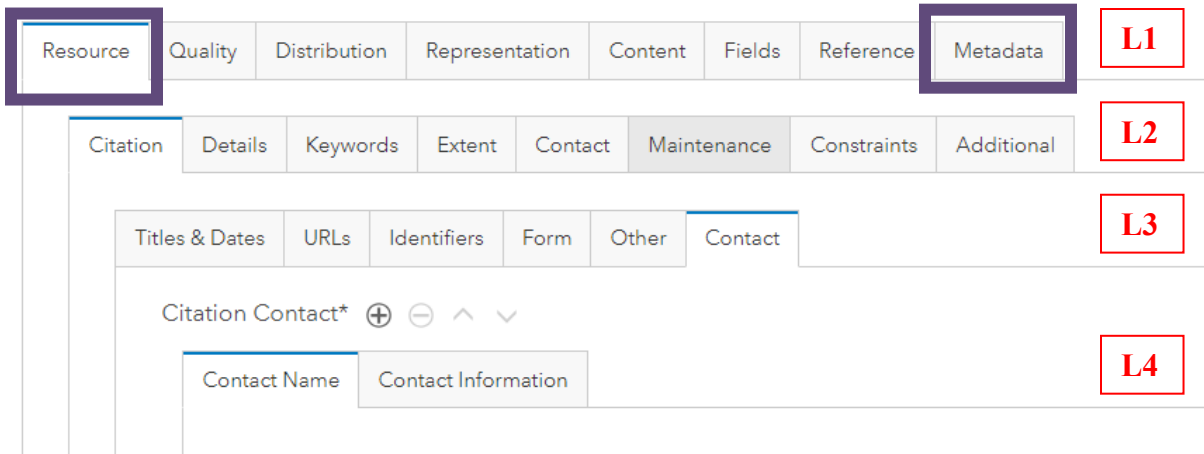 Resource Quality Distribution Representation Content Fields Reference Metadata L1
Citation Details Keywords Extent Contact Maintenance Constraints Additional L2
Titles & Dates URLs Identifiers Form Other Contact L3
Citation Contact*
Contact Name Contact Information L4